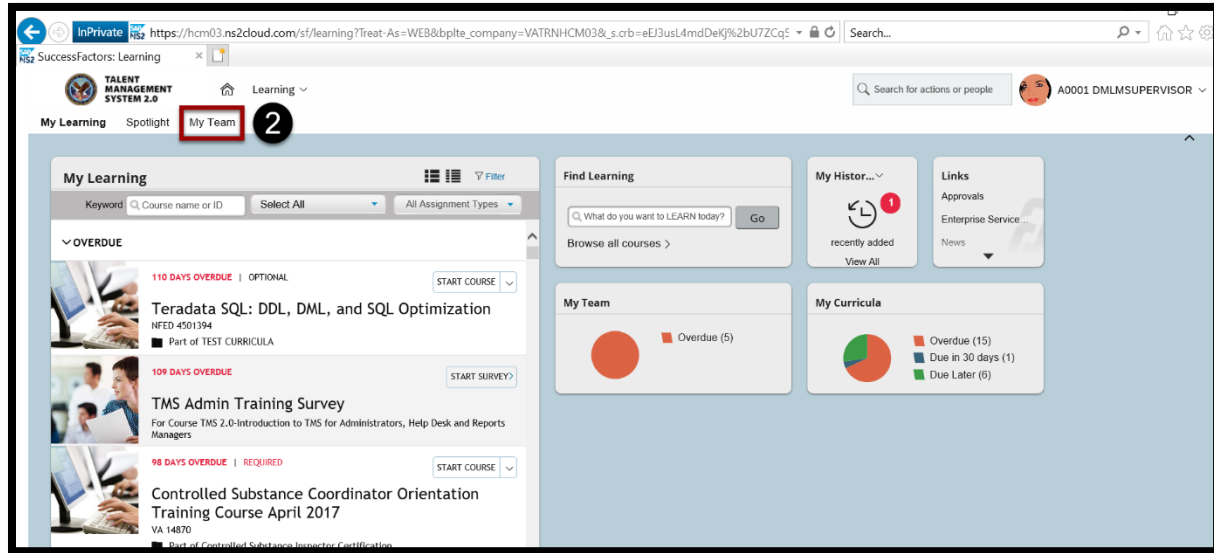 InPrivate https://hcm03.ns2cloud.com/sf/learning?Treat-As=WEB&bplte_company=VATRNHCM03&_s.crb=eEJ3usL4mdDeKj%2bU7ZCq5 Search...
SuccessFactors: Learning
TALENT
MANAGEMENT
SYSTEM 2.0
Learning
Search for actions or people
A0001 DMLMSUPERVISOR
My Learning Spotlight My Team 2
My Learning
Filter
Keyword Course name or ID Select All All Assignment Types
OVERDUE
110 DAYS OVERDUE | OPTIONAL
START COURSE
Teradata SQL: DDL, DML, and SQL Optimization
NFED 4501394
Part of TEST CURRICULA
109 DAYS OVERDUE
START SURVEY
TMS Admin Training Survey
For Course TMS 2.0-Introduction to TMS for Administrators, Help Desk and Reports
Managers
98 DAYS OVERDUE | REQUIRED
START COURSE
Controlled Substance Coordinator Orientation
Training Course April 2017
VA 14870
Part of Controlled Substance Inspector Certification
Find Learning
What do you want to LEARN today? Go
Browse all courses >
My Histor...
1
recently added
View All
Links
Approvals
Enterprise Service...
News
My Team
Overdue (5)
My Curricula
Overdue (15)
Due in 30 days (1)
Due Later (6)